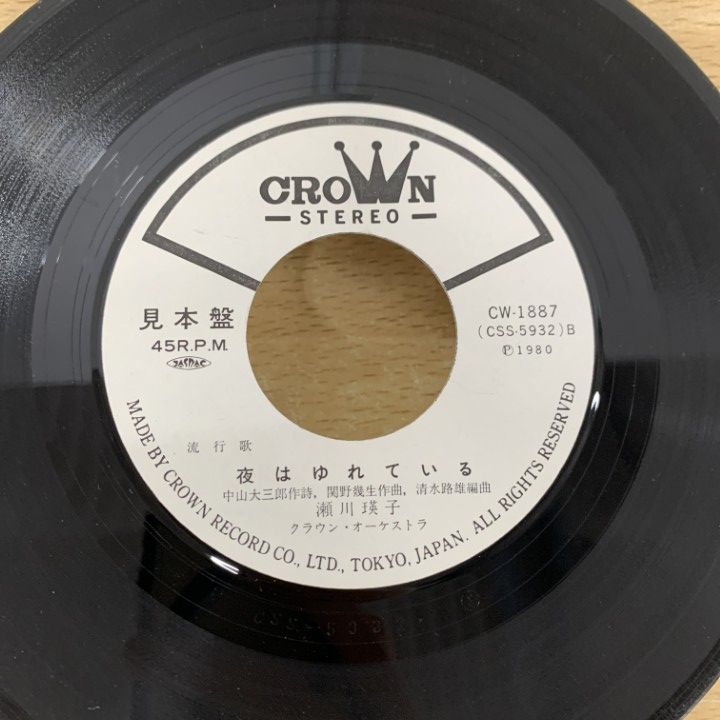 CROWN
STEREO
見本盤
45R.P.M.
JASRAC
CW-1887
(CSS-5932)B
Ⓟ1980
流行歌
夜はゆれている
中山大三郎作詩, 関野幾生作曲, 清水路雄編曲
瀬川瑛子
クラウン・オーケストラ
MADE BY CROWN RECORD CO., LTD., TOKYO, JAPAN. ALL RIGHTS RESERVED